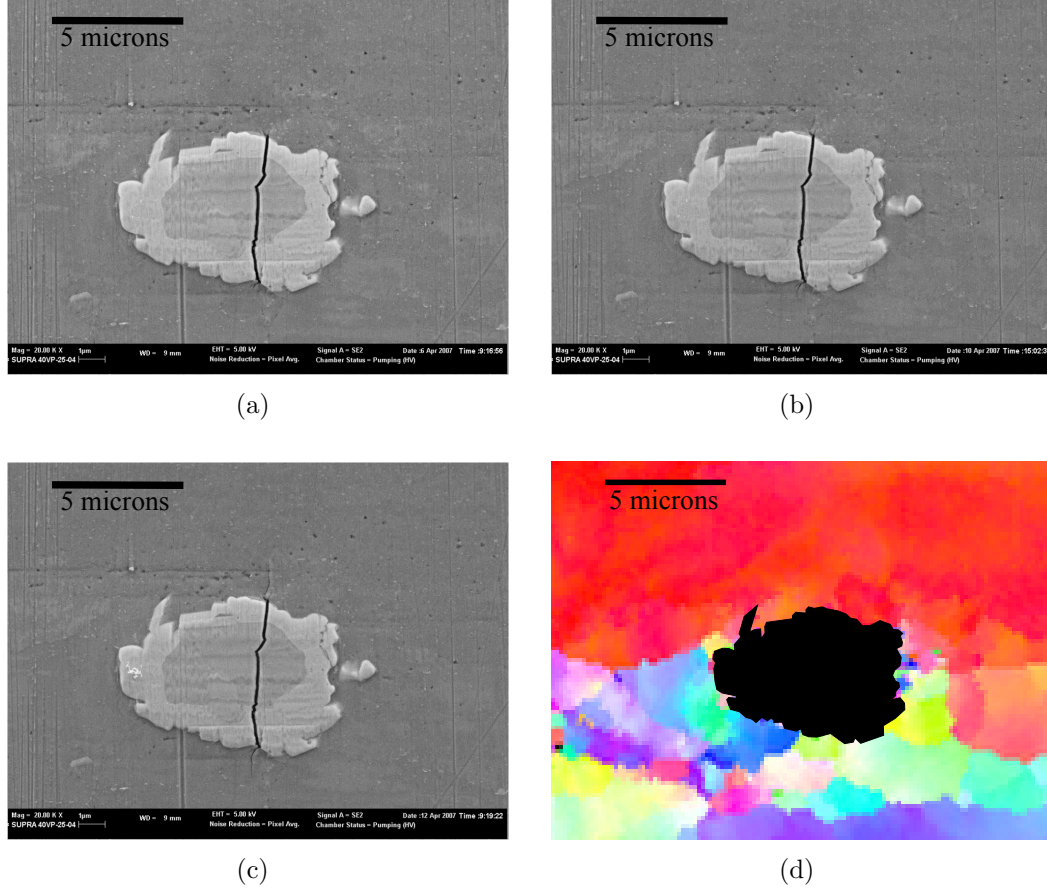 5 microns
5 microns
Mag = 20.00 K X 1µm WD = 9 mm EHT = 5.00 kV Signal A = SE2 Date :6 Apr 2007 Time :9:16:56
SUPRA 40VP-25-04 Noise Reduction = Pixel Avg. Chamber Status = Pumping (HV)
Mag = 20.00 K X 1µm WD = 9 mm EHT = 5.00 kV Signal A = SE2 Date :10 Apr 2007 Time :15:02:3
SUPRA 40VP-25-04 Noise Reduction = Pixel Avg. Chamber Status = Pumping (HV)
(a)
(b)
5 microns
5 microns
Mag = 20.00 K X 1µm WD = 9 mm EHT = 5.00 kV Signal A = SE2 Date :12 Apr 2007 Time :9:19:22
SUPRA 40VP-25-04 Noise Reduction = Pixel Avg. Chamber Status = Pumping (HV)
(c)
(d)